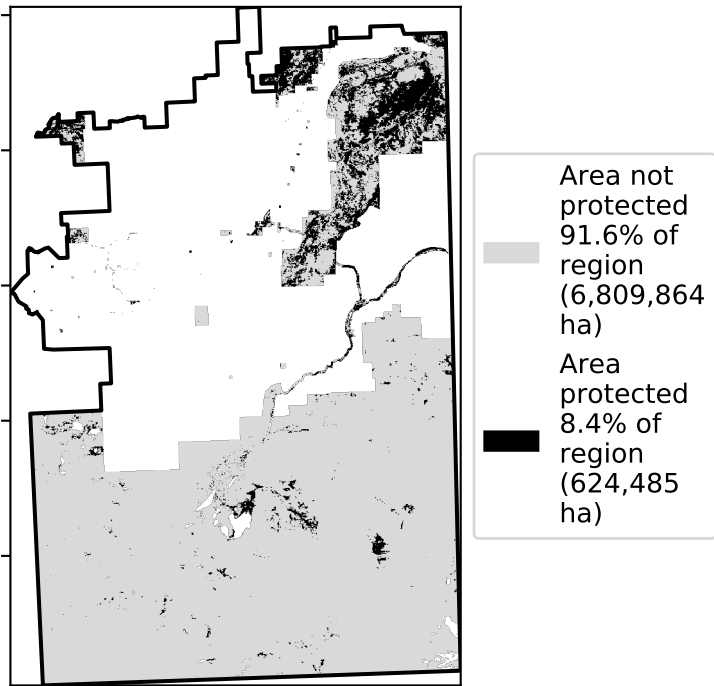 Area not
protected
91.6% of
region
(6,809,864
ha)
Area
protected
8.4% of
region
(624,485
ha)